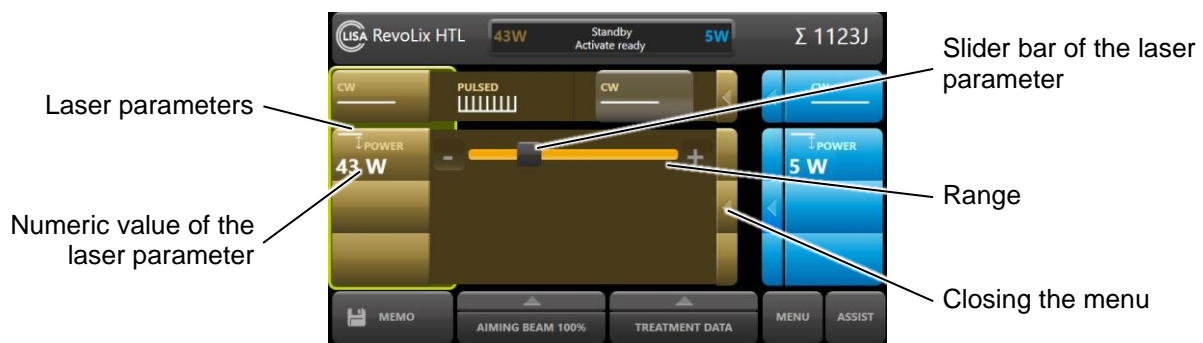 LISA RevoLix HTL
43W
Standby
Activate ready
5W
Σ 1123J
Slider bar of the laser
parameter
Laser parameters
CW
PULSED
CW
CW
POWER
43 W
-
+
POWER
5 W
Range
Numeric value of the
laser parameter
Closing the menu
MEMO
AIMING BEAM 100%
TREATMENT DATA
MENU
ASSIST